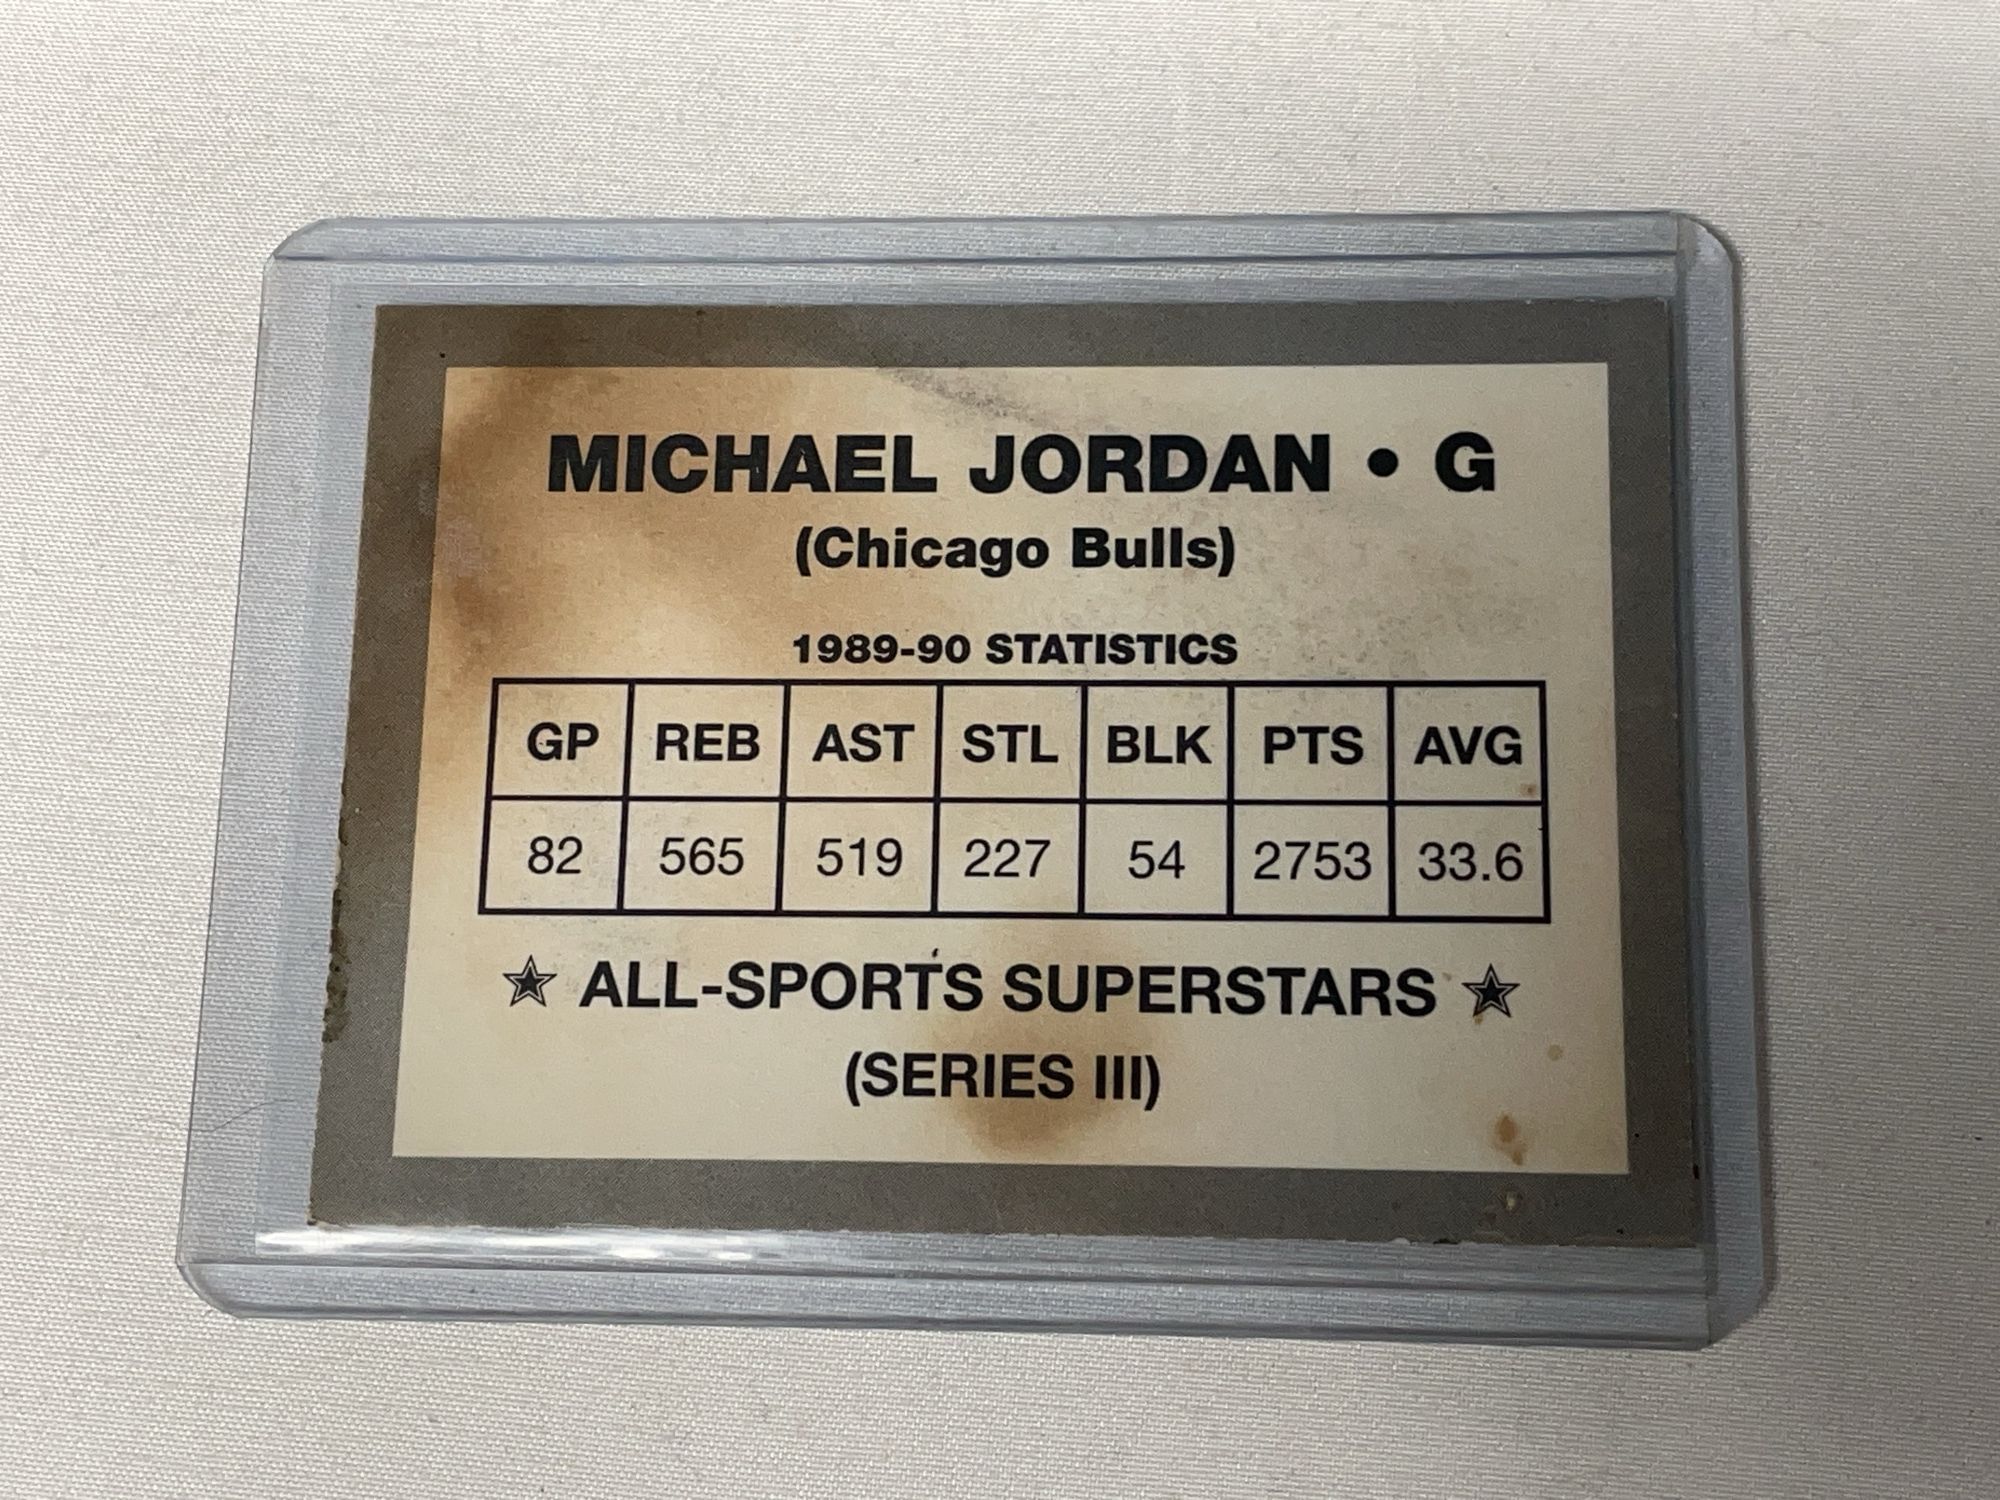 MICHAEL JORDAN • G
(Chicago Bulls)
1989-90 STATISTICS
GP REB AST STL BLK PTS AVG
82 565 519 227 54 2753 33.6
★ ALL-SPORTS SUPERSTARS ★
(SERIES III)